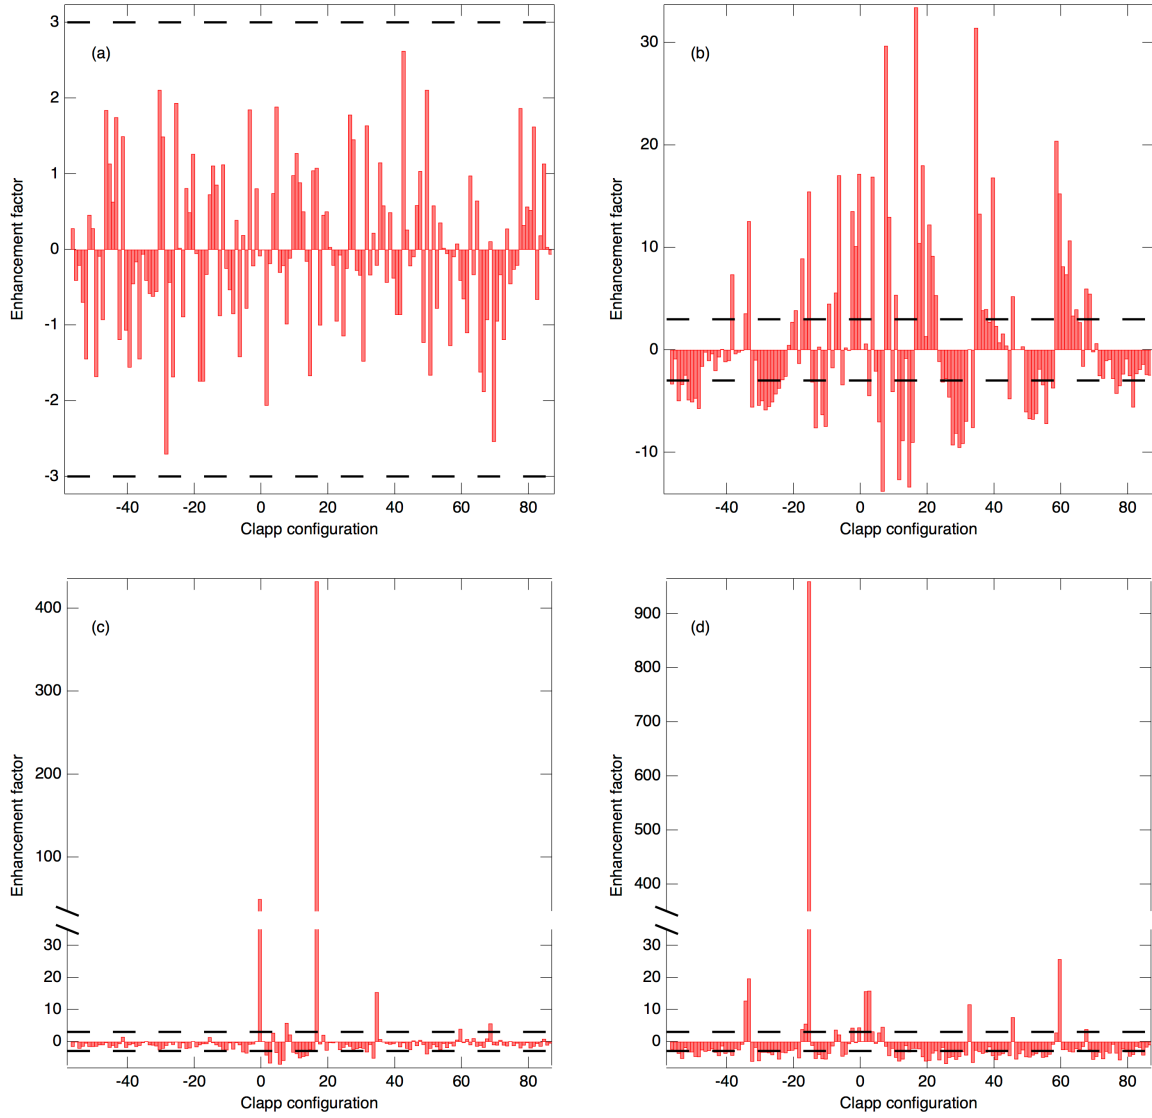 (a)
Enhancement factor
3
2
1
0
-1
-2
-3
-40 -20 0 20 40 60 80
Clapp configuration
(b)
Enhancement factor
30
20
10
0
-10
-40 -20 0 20 40 60 80
Clapp configuration
(c)
Enhancement factor
400
300
200
100
30
20
10
0
-40 -20 0 20 40 60 80
Clapp configuration
(d)
Enhancement factor
900
800
700
600
500
400
30
20
10
0
-40 -20 0 20 40 60 80
Clapp configuration